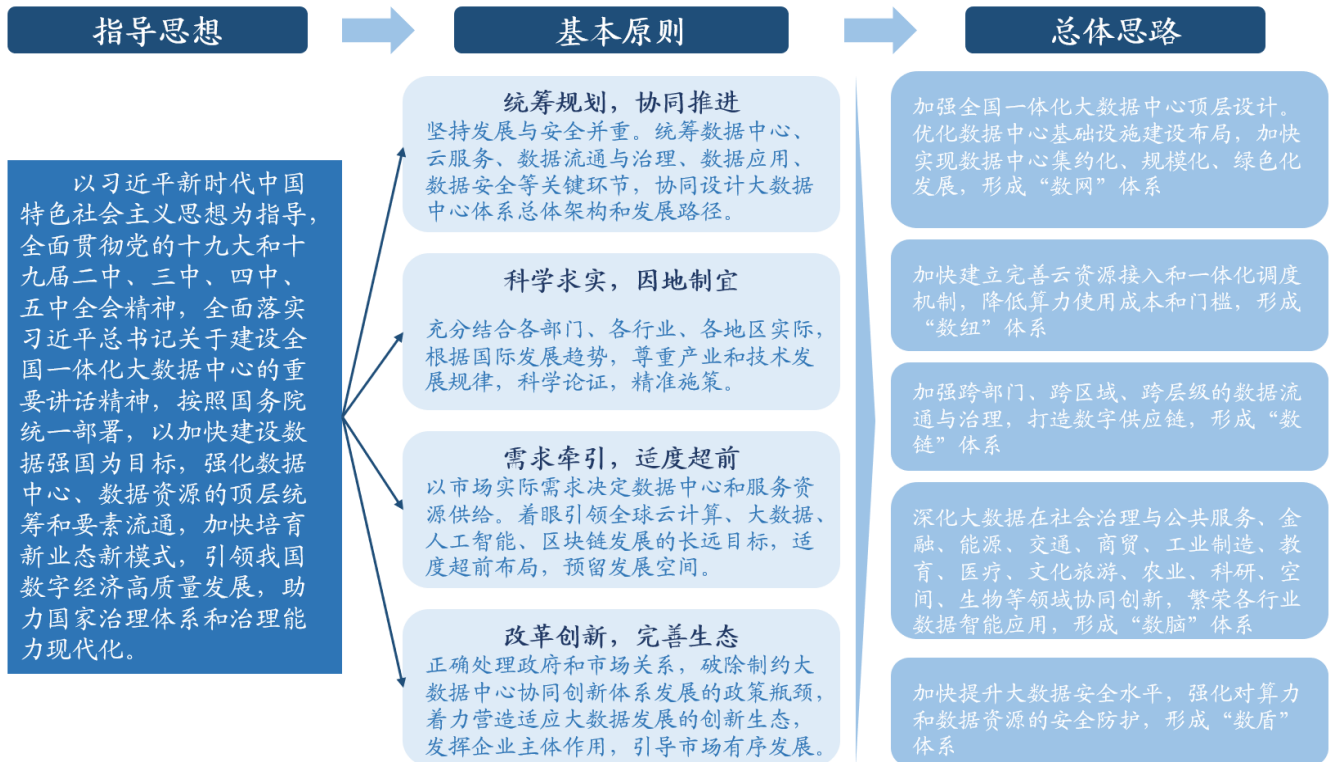 指导思想
基本原则
总体思路
以习近平新时代中国
特色社会主义思想为指导，
全面贯彻党的十九大和十
九届二中、三中、四中、
五中全会精神，全面落实
习近平总书记关于建设全
国一体化大数据中心的重
要讲话精神，按照国务院
统一部署，以加快建设数
据强国为目标，强化数据
中心、数据资源的顶层统
筹和要素流通，加快培育
新业态新模式，引领我国
数字经济高质量发展，助
力国家治理体系和治理能
力现代化。
统筹规划，协同推进
坚持发展与安全并重。统筹数据中心、
云服务、数据流通与治理、数据应用、
数据安全等关键环节，协同设计大数据
中心体系总体架构和发展路径。
科学求实，因地制宜
充分结合各部门、各行业、各地区实际，
根据国际发展趋势，尊重产业和技术发
展规律，科学论证，精准施策。
需求牵引，适度超前
以市场实际需求决定数据中心和服务资
源供给。着眼引领全球云计算、大数据、
人工智能、区块链发展的长远目标，适
度超前布局，预留发展空间。
改革创新，完善生态
正确处理政府和市场关系，破除制约大
数据中心协同创新体系发展的政策瓶颈，
着力营造适应大数据发展的创新生态，
发挥企业主体作用，引导市场有序发展。
加强全国一体化大数据中心顶层设计。
优化数据中心基础设施建设布局，加快
实现数据中心集约化、规模化、绿色化
发展，形成“数网”体系
加快建立完善云资源接入和一体化调度
机制，降低算力使用成本和门槛，形成
“数纽”体系
加强跨部门、跨区域、跨层级的数据流
通与治理，打造数字供应链，形成“数
链”体系
深化大数据在社会治理与公共服务、金
融、能源、交通、商贸、工业制造、教
育、医疗、文化旅游、农业、科研、空
间、生物等领域协同创新，繁荣各行业
数据智能应用，形成“数脑”体系
加快提升大数据安全水平，强化对算力
和数据资源的安全防护，形成“数盾”
体系